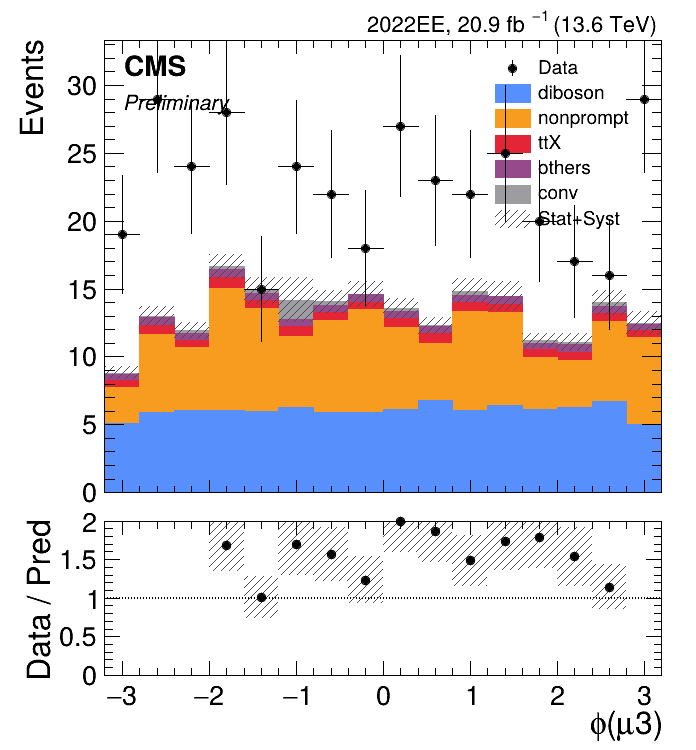 2022EE, 20.9 fb⁻¹ (13.6 TeV)
CMS
Preliminary
Events
30
25
20
15
10
5
0
Data
diboson
nonprompt
ttX
others
conv
Stat+Syst
Data / Pred
2
1.5
1
0.5
0
−3 −2 −1 0 1 2 3
ϕ(μ3)